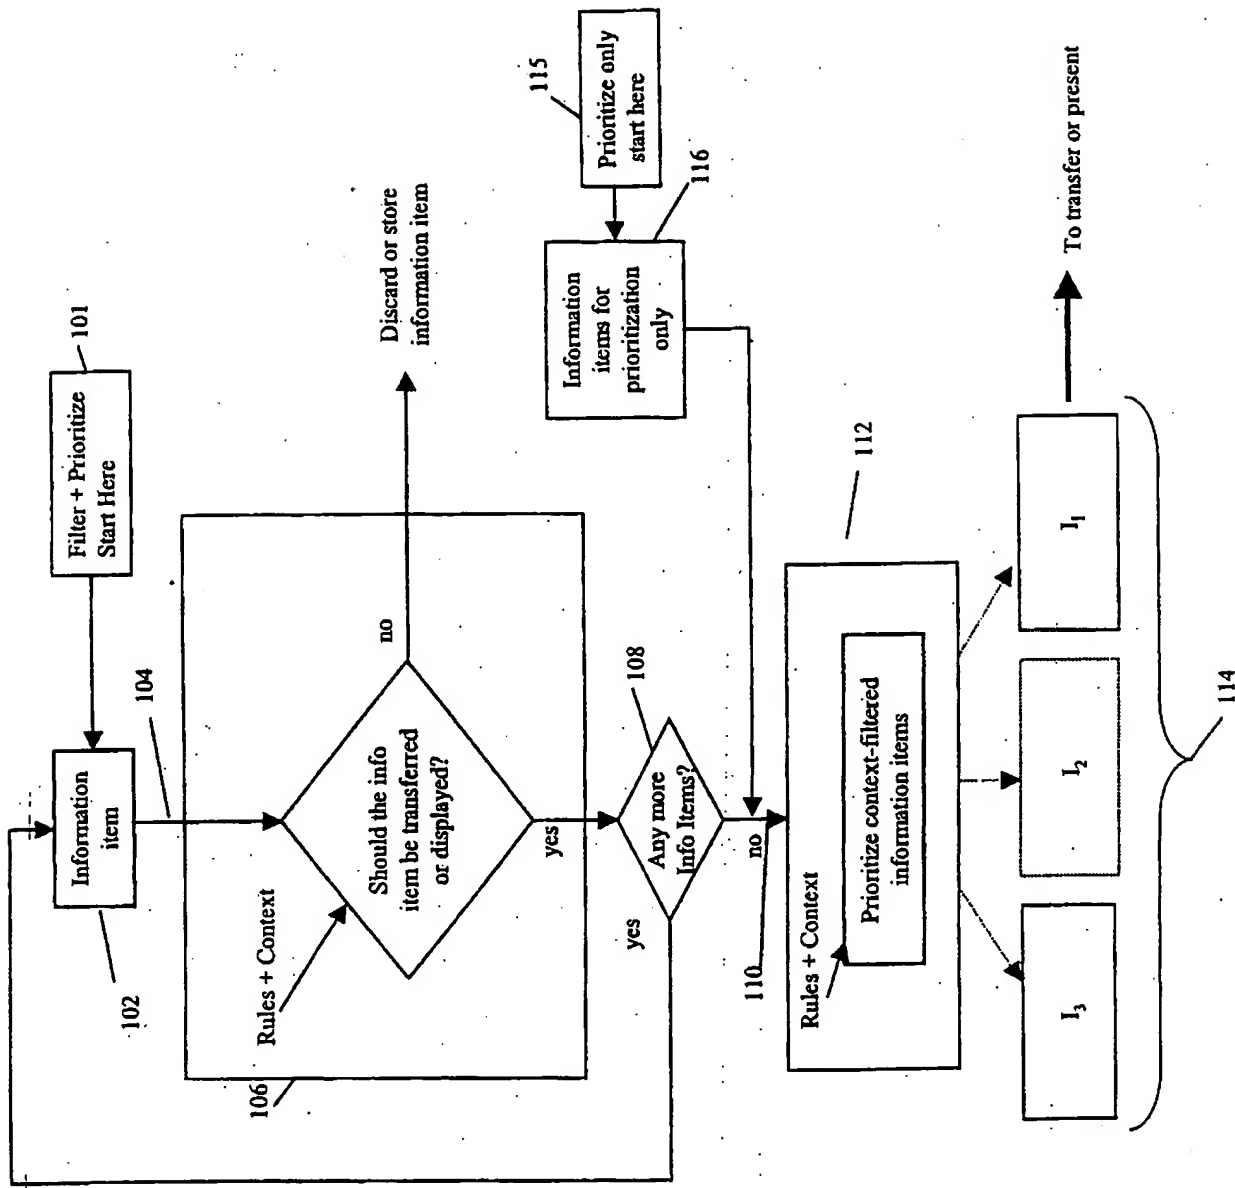 101
Filter + Prioritize
Start Here
Information
item
102
104
106
Rules + Context
Should the info
item be transferred
or displayed?
no
Discard or store
information item
yes
108
Any more
Info Items?
yes
no
110
115
Prioritize only
start here
116
Information
items for
prioritization
only
112
Rules + Context
Prioritize context-filtered
information items
I3
I2
I1
To transfer or present
114